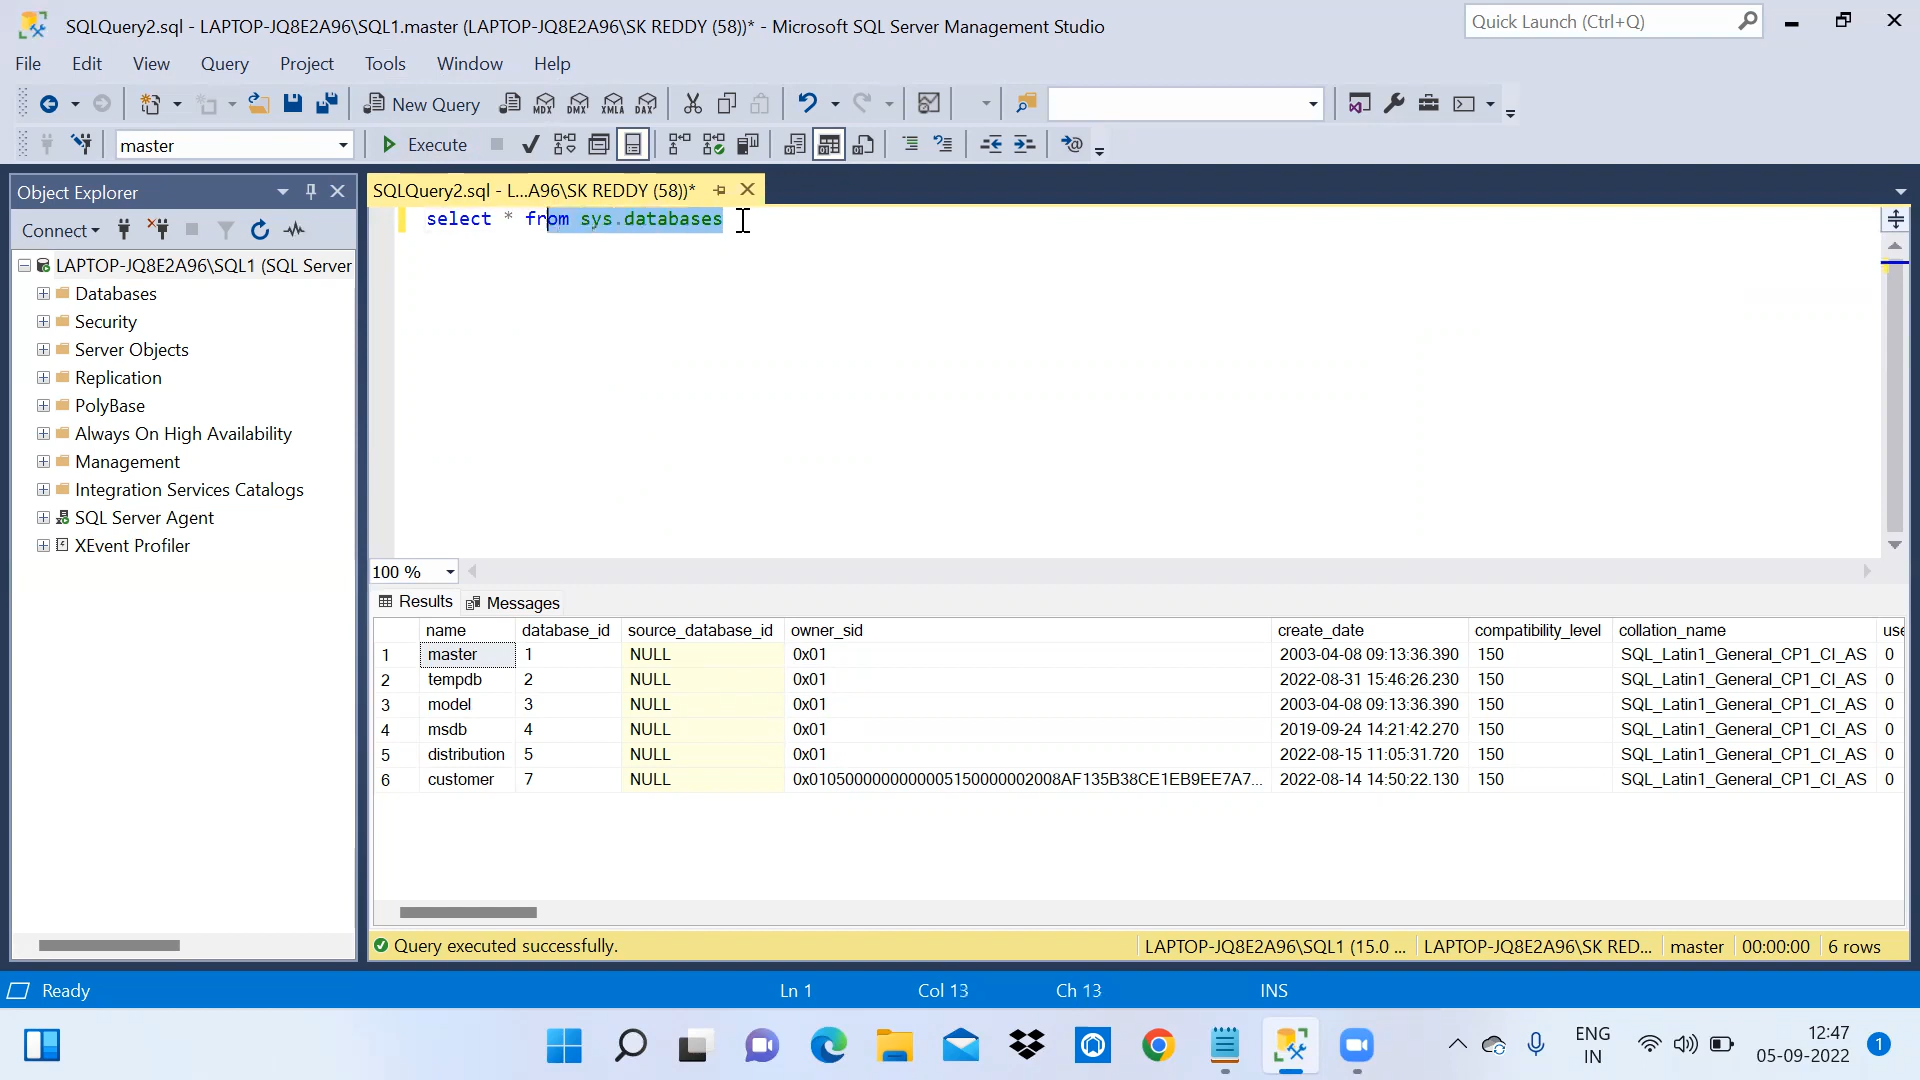 SQLQuery2.sql - LAPTOP-JQ8E2A96\SQL1.master (LAPTOP-JQ8E2A96\SK REDDY (58))* - Microsoft SQL Server Management Studio
Quick Launch (Ctrl+Q)
File Edit View Query Project Tools Window Help
New Query MDX DMX XMLA DAX
master Execute
Object Explorer
SQLQuery2.sql - L...A96\SK REDDY (58))*
Connect
select * from sys.databases
LAPTOP-JQ8E2A96\SQL1 (SQL Server
Databases
Security
Server Objects
Replication
PolyBase
Always On High Availability
Management
Integration Services Catalogs
SQL Server Agent
XEvent Profiler
100 %
Results Messages
name database_id source_database_id owner_sid create_date compatibility_level collation_name use
1 master 1 NULL 0x01 2003-04-08 09:13:36.390 150 SQL_Latin1_General_CP1_CI_AS 0
2 tempdb 2 NULL 0x01 2022-08-31 15:46:26.230 150 SQL_Latin1_General_CP1_CI_AS 0
3 model 3 NULL 0x01 2003-04-08 09:13:36.390 150 SQL_Latin1_General_CP1_CI_AS 0
4 msdb 4 NULL 0x01 2019-09-24 14:21:42.270 150 SQL_Latin1_General_CP1_CI_AS 0
5 distribution 5 NULL 0x01 2022-08-15 11:05:31.720 150 SQL_Latin1_General_CP1_CI_AS 0
6 customer 7 NULL 0x0105000000000005150000002008AF135B38CE1EB9EE7A7... 2022-08-14 14:50:22.130 150 SQL_Latin1_General_CP1_CI_AS 0
Query executed successfully. LAPTOP-JQ8E2A96\SQL1 (15.0 ... LAPTOP-JQ8E2A96\SK RED... master 00:00:00 6 rows
Ready Ln 1 Col 13 Ch 13 INS
ENG
IN
12:47
05-09-2022
1